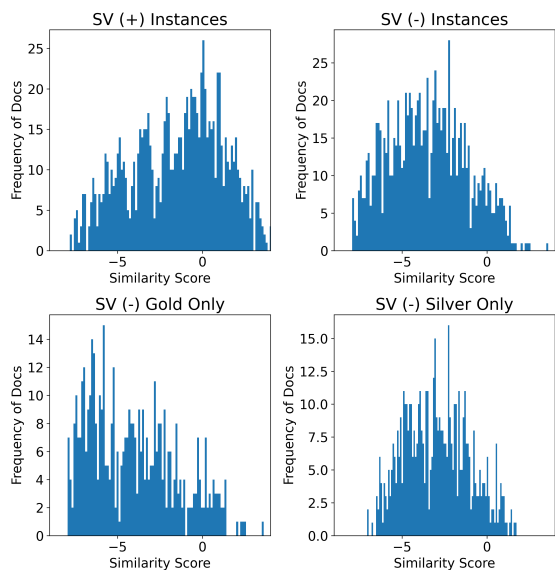 SV (+) Instances
Frequency of Docs
25
20
15
10
5
0
−5
0
Similarity Score
SV (-) Instances
Frequency of Docs
25
20
15
10
5
0
−5
0
Similarity Score
SV (-) Gold Only
Frequency of Docs
14
12
10
8
6
4
2
0
−5
0
Similarity Score
SV (-) Silver Only
Frequency of Docs
15.0
12.5
10.0
7.5
5.0
2.5
0.0
−5
0
Similarity Score